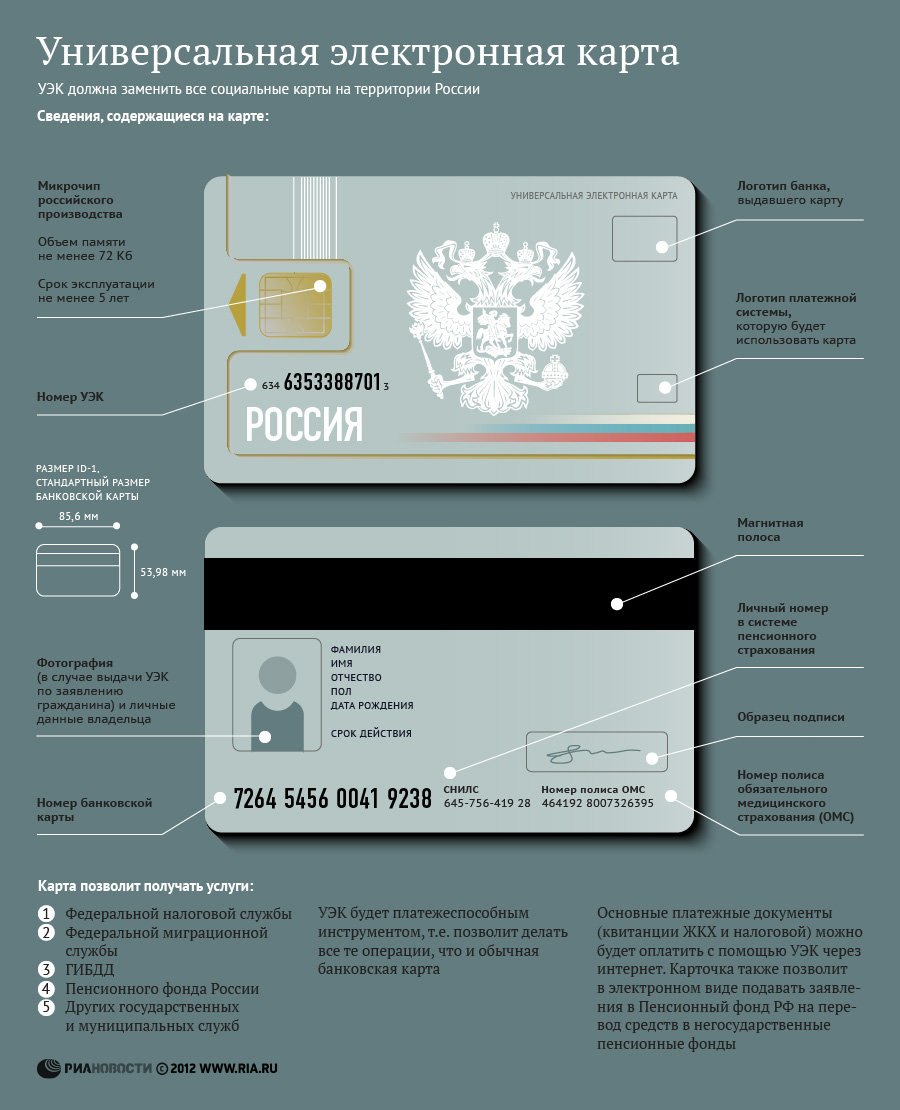 Универсальная электронная карта
УЭК должна заменить все социальные карты на территории России
Сведения, содержащиеся на карте:
Микрочип
российского
производства
Объем памяти
не менее 72 Кб
Срок эксплуатации
не менее 5 лет
Номер УЭК
УНИВЕРСАЛЬНАЯ ЭЛЕКТРОННАЯ КАРТА
634 6353388701 3
РОССИЯ
Логотип банка,
выдавшего карту
Логотип платежной
системы,
которую будет
использовать карта
РАЗМЕР ID-1,
СТАНДАРТНЫЙ РАЗМЕР
БАНКОВСКОЙ КАРТЫ
85,6 мм
53,98 мм
Фотография
(в случае выдачи УЭК
по заявлению
гражданина) и личные
данные владельца
Номер банковской
карты
ФАМИЛИЯ
ИМЯ
ОТЧЕСТВО
ПОЛ
ДАТА РОЖДЕНИЯ
СРОК ДЕЙСТВИЯ
7264 5456 0041 9238
СНИЛС
645-756-419 28
Номер полиса ОМС
464192 8007326395
Магнитная
полоса
Личный номер
в системе
пенсионного
страхования
Образец подписи
Номер полиса
обязательного
медицинского
страхования (ОМС)
Карта позволит получать услуги:
1 Федеральной налоговой службы
2 Федеральной миграционной
службы
3 ГИБДД
4 Пенсионного фонда России
5 Других государственных
и муниципальных служб
УЭК будет платежеспособным
инструментом, т.е. позволит делать
все те операции, что и обычная
банковская карта
Основные платежные документы
(квитанции ЖКХ и налоговой) можно
будет оплатить с помощью УЭК через
интернет. Карточка также позволит
в электронном виде подавать заявле-
ния в Пенсионный фонд РФ на пере-
вод средств в негосударственные
пенсионные фонды
РИАНОВОСТИ © 2012 WWW.RIA.RU